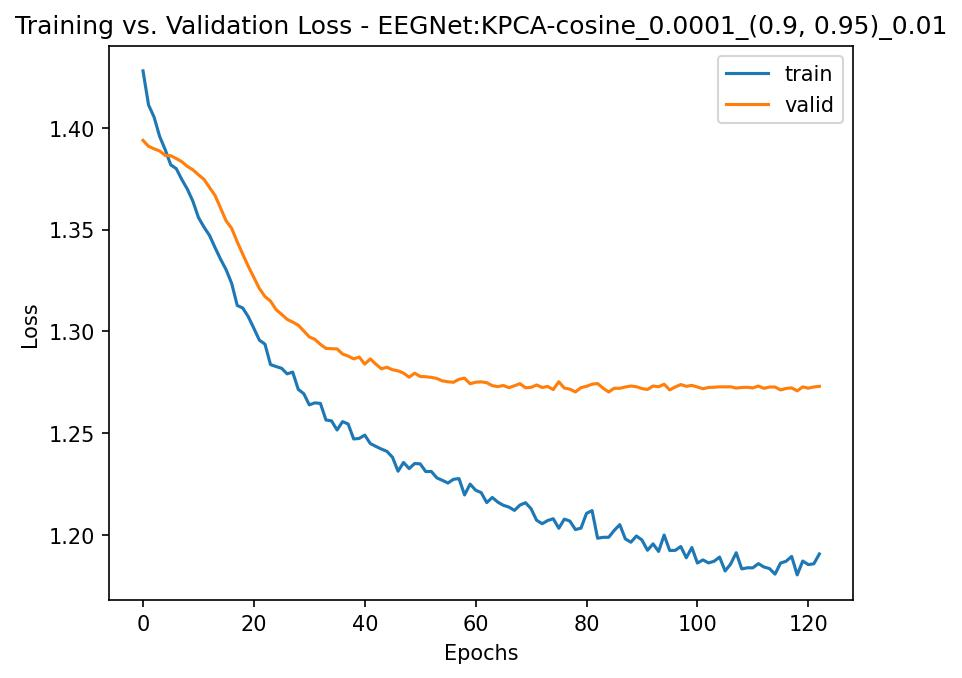 Training vs. Validation Loss - EEGNet:KPCA-cosine_0.0001_(0.9, 0.95)_0.01
train
valid
1.40
1.35
1.30
1.25
1.20
Loss
0 20 40 60 80 100 120
Epochs